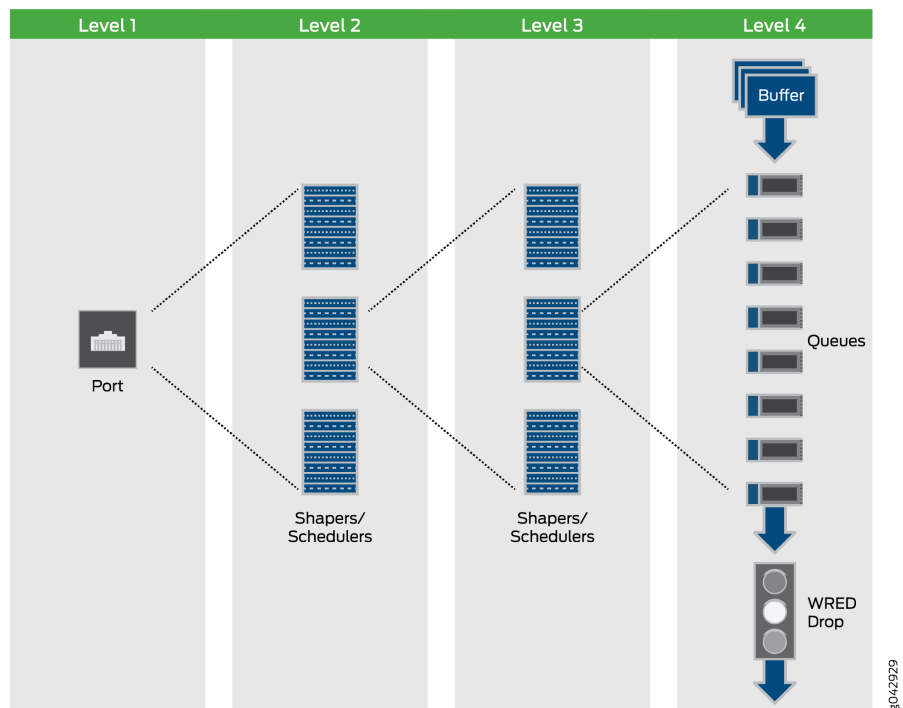 Level 1
Level 2
Level 3
Level 4
Buffer
Port
Queues
Shapers/
Schedulers
Shapers/
Schedulers
WRED
Drop
g042929